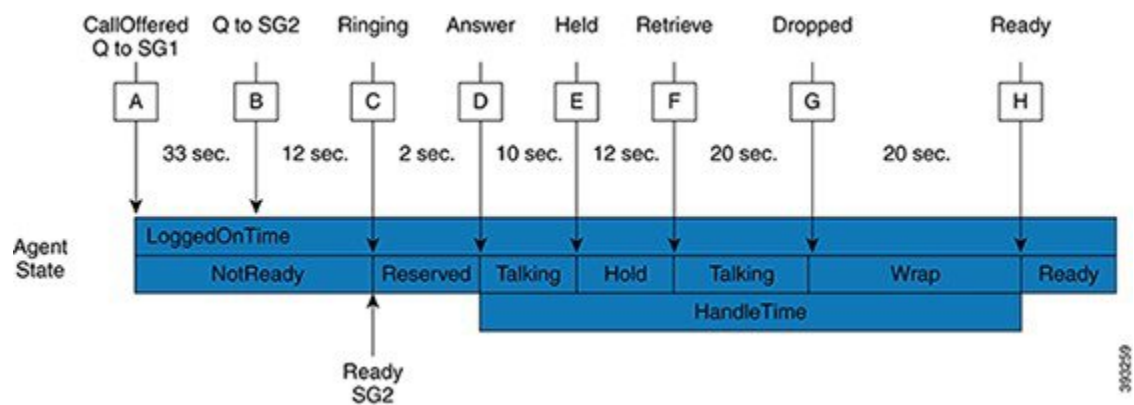 CallOffered Q to SG2 Ringing Answer Held Retrieve Dropped Ready
Q to SG1
A B C D E F G H
33 sec. 12 sec. 2 sec. 10 sec. 12 sec. 20 sec. 20 sec.
LoggedOnTime
Agent
State
NotReady Reserved Talking Hold Talking Wrap Ready
HandleTime
Ready
SG2
393259